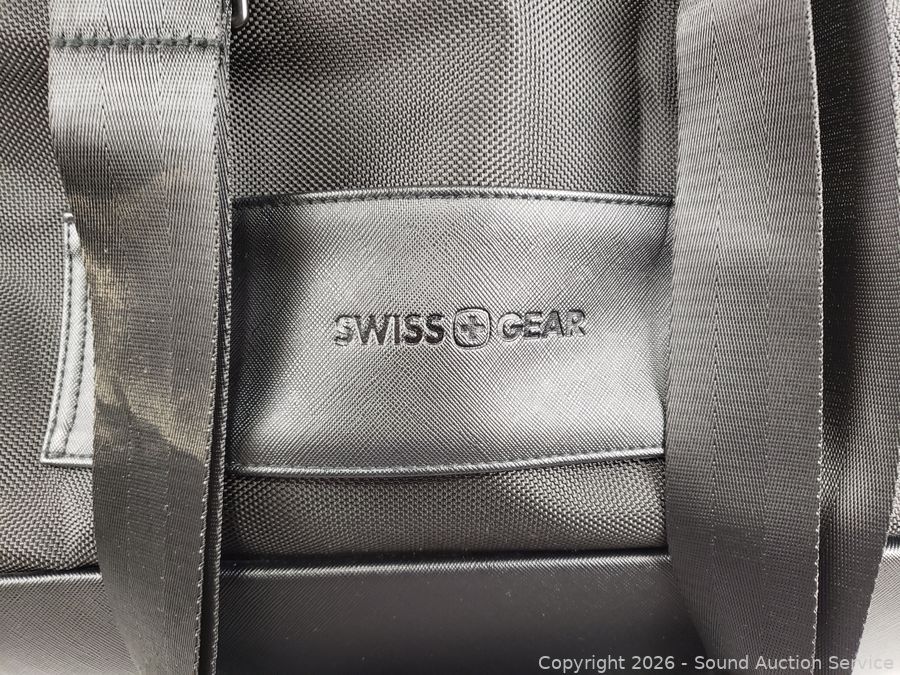 SWISS GEAR
Copyright 2026 - Sound Auction Service